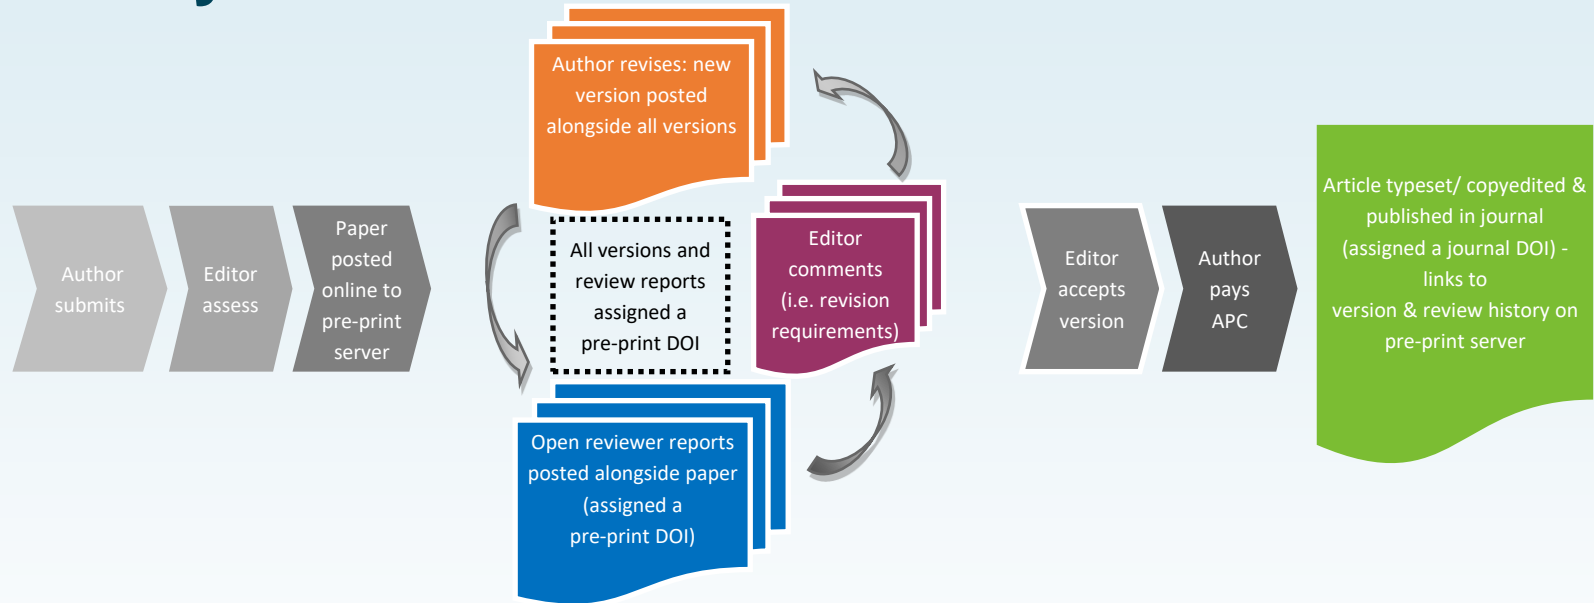 Author
submits
Editor
assess
Paper
posted
online to
pre-print
server
Author revises: new
version posted
alongside all versions
All versions and
review reports
assigned a
pre-print DOI
Editor
comments
(i.e. revision
requirements)
Open reviewer reports
posted alongside paper
(assigned a
pre-print DOI)
Editor
accepts
version
Author
pays
APC
Article typeset/ copyedited &
published in journal
(assigned a journal DOI) -
links to
version & review history on
pre-print server